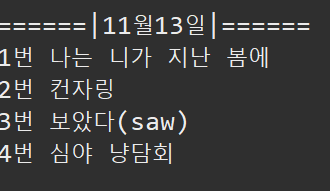 ======|11월13일|======
1번 나는 니가 지난 봄에
2번 컨자링
3번 보았다(saw)
4번 심야 냥담회